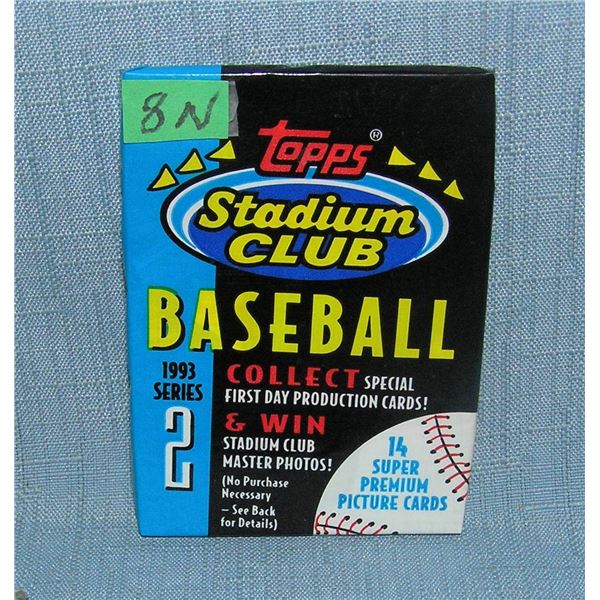 8N
TOPPS®
Stadium
CLUB
BASEBALL
1993
SERIES
2
COLLECT SPECIAL
FIRST DAY PRODUCTION CARDS!
& WIN
STADIUM CLUB
MASTER PHOTOS!
(No Purchase
Necessary
– See Back
for Details)
14
SUPER
PREMIUM
PICTURE CARDS